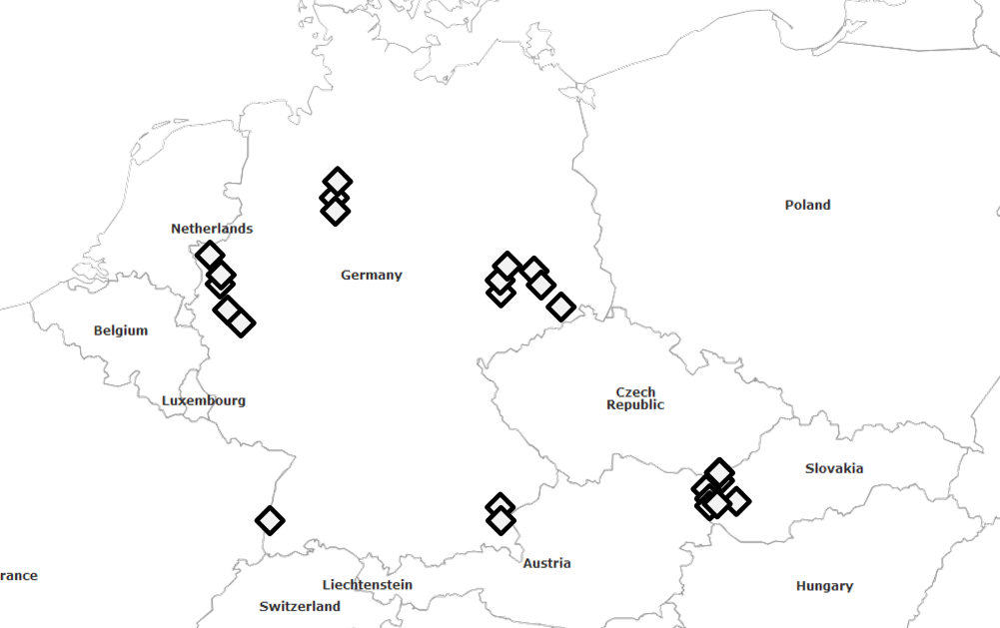 Poland
Netherlands
Germany
Belgium
Czech
Republic
Luxembourg
Slovakia
Austria
rance
Liechtenstein
Hungary
Switzerland